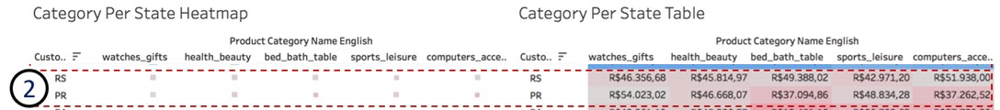 Category Per State Heatmap
Category Per State Table
Product Category Name English
Product Category Name English
Custo.. watches_gifts health_beauty bed_bath_table sports_leisure computers_acce..
Custo.. watches_gifts health_beauty bed_bath_table sports_leisure computers_acce..
2
RS
RS R$46.356,68 R$45.814,97 R$49.388,02 R$42.971,20 R$51.938,00
PR
PR R$54.023,02 R$46.668,07 R$37.094,86 R$48.834,28 R$37.262,52